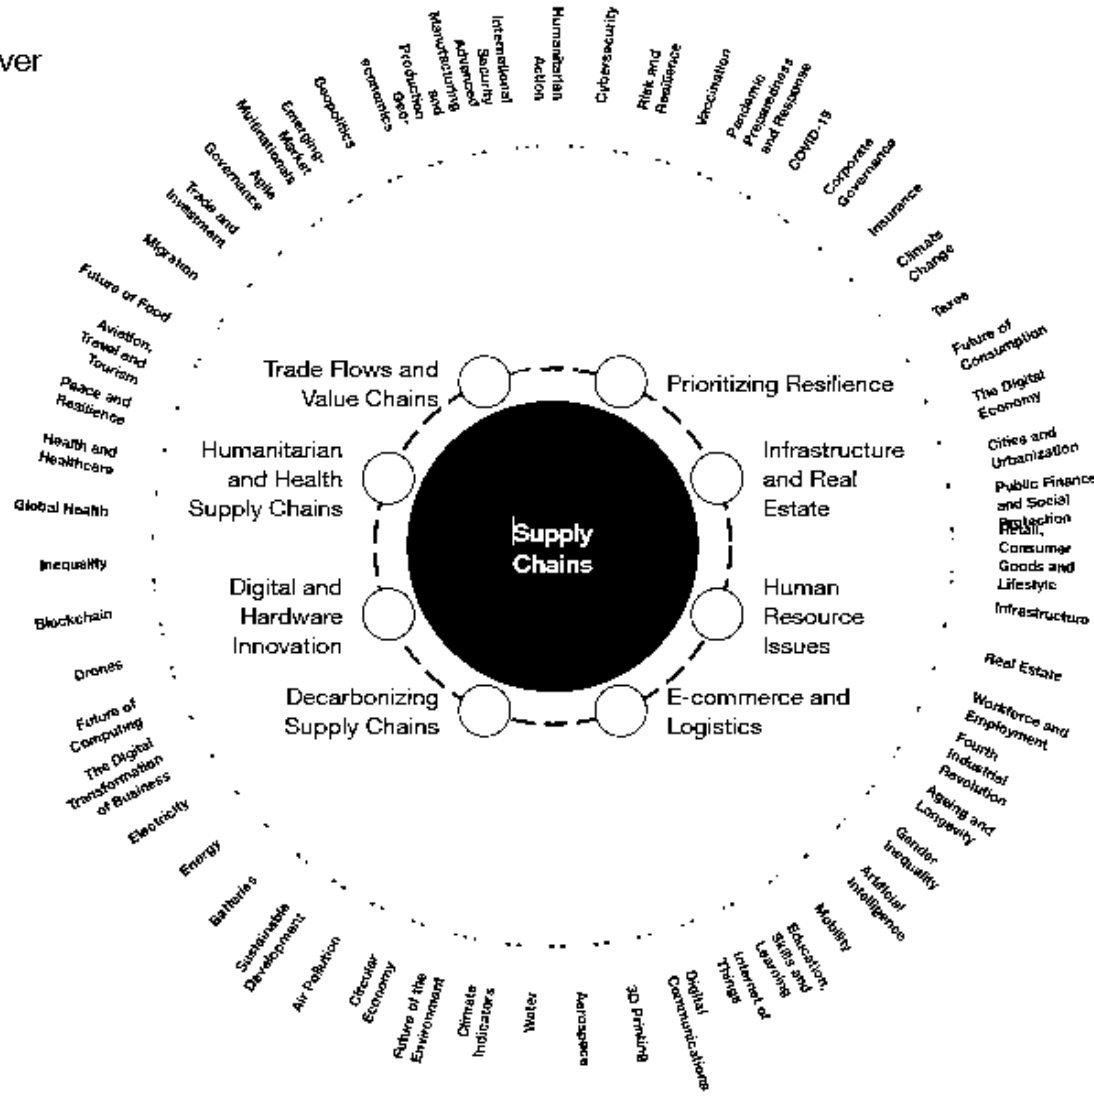 ver
Supply
Chains
Trade Flows and
Value Chains
Prioritizing Resilience
Humanitarian
and Health
Supply Chains
Infrastructure
and Real
Estate
Digital and
Hardware
Innovation
Human
Resource
Issues
Decarbonizing
Supply Chains
E-commerce and
Logistics
Humanitarian
Action
Cybersecurity
Risk and
Resilience
Vaccination
Pandemic
Preparedness
and Response
COVID-19
Corporate
Governance
Insurance
Climate
Change
Taxes
Future of
Consumption
The Digital
Economy
Cities and
Urbanization
Public Finance
and Social
Protection
Retail,
Consumer
Goods and
Lifestyle
Infrastructure
Real Estate
Workforce and
Employment
Fourth
Industrial
Revolution
Ageing and
Longevity
Gender
Inequality
Artificial
Intelligence
Mobility
Education,
Skills and
Learning
Internet of
Things
Digital
Communications
3D Printing
Aerospace
Water
Climate
Indicators
Future of the
Environment
Circular
Economy
Air Pollution
Sustainable
Development
Batteries
Energy
Electricity
The Digital
Transformation
of Business
Future of
Computing
Drones
Blockchain
Inequality
Global Health
Health and
Healthcare
Peace and
Resilience
Aviation,
Travel and
Tourism
Future of Food
Migration
Trade and
Investment
Agile
Governance
Emerging-
Market
Multinationals
Geopolitics
Geo-
economics
Advanced
Manufacturing
and
Production
International
Security